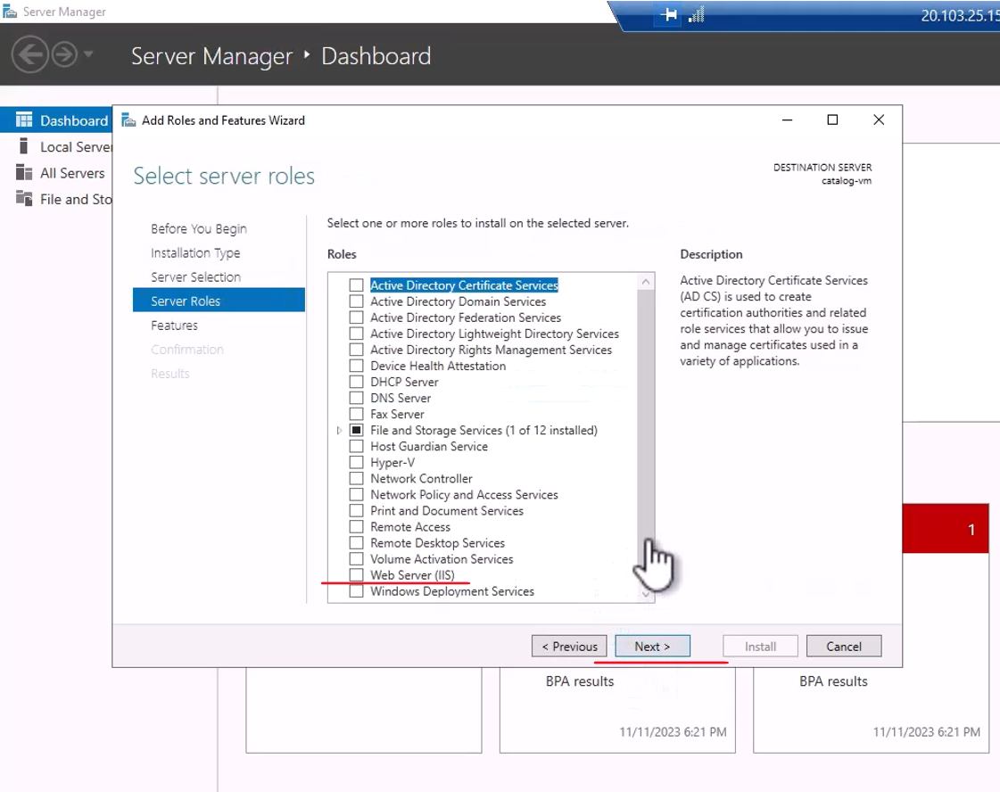 Server Manager
20.103.25.15
Server Manager ‣ Dashboard
Dashboard
Local Server
All Servers
File and Sto
Add Roles and Features Wizard
Select server roles
DESTINATION SERVER
catalog-vm
Before You Begin
Installation Type
Server Selection
Server Roles
Features
Confirmation
Results
Select one or more roles to install on the selected server.
Roles
Active Directory Certificate Services
Active Directory Domain Services
Active Directory Federation Services
Active Directory Lightweight Directory Services
Active Directory Rights Management Services
Device Health Attestation
DHCP Server
DNS Server
Fax Server
File and Storage Services (1 of 12 installed)
Host Guardian Service
Hyper-V
Network Controller
Network Policy and Access Services
Print and Document Services
Remote Access
Remote Desktop Services
Volume Activation Services
Web Server (IIS)
Windows Deployment Services
Description
Active Directory Certificate Services
(AD CS) is used to create
certification authorities and related
role services that allow you to issue
and manage certificates used in a
variety of applications.
1
< Previous
Next >
Install
Cancel
BPA results
11/11/2023 6:21 PM
BPA results
11/11/2023 6:21 PM